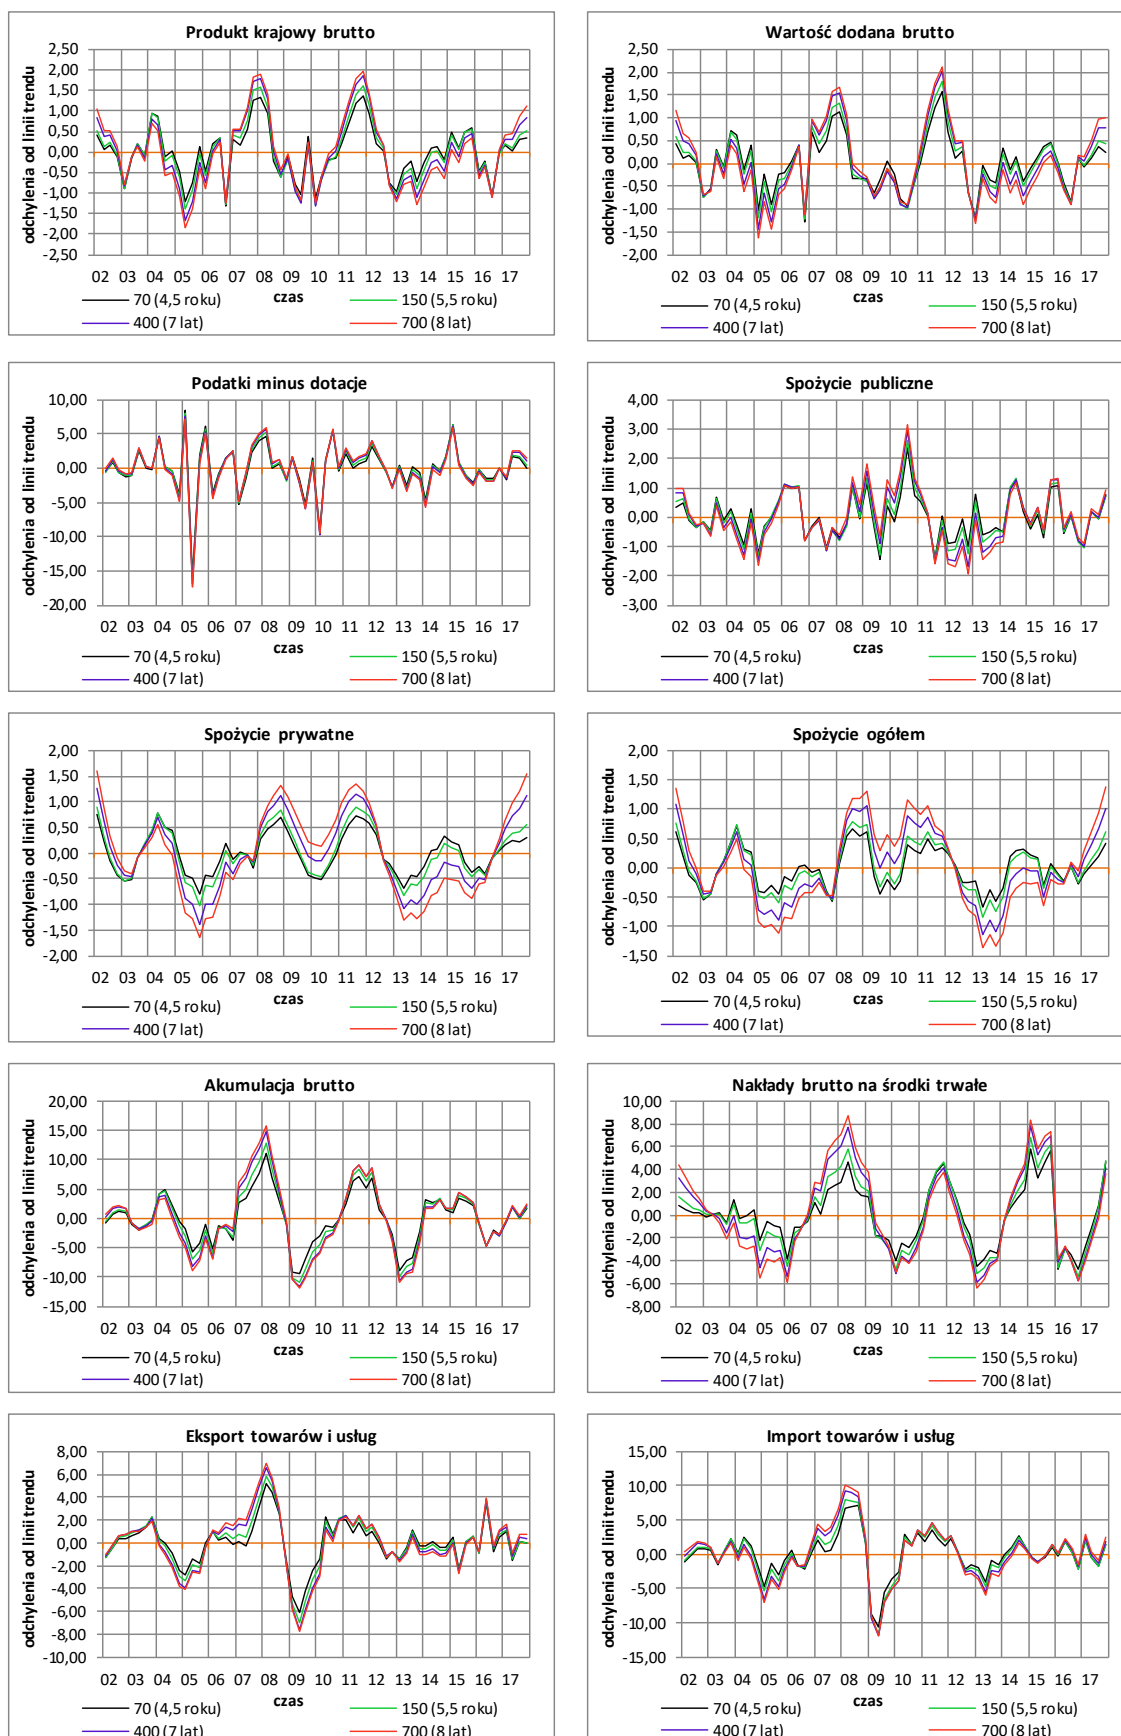 Produkt krajowy brutto
odchylenia od linii trendu
2,50
2,00
1,50
1,00
0,50
0,00
-0,50
-1,00
-1,50
-2,00
-2,50
02 03 04 05 06 07 08 09 10 11 12 13 14 15 16 17
czas
70 (4,5 roku) 150 (5,5 roku)
400 (7 lat) 700 (8 lat)
Wartość dodana brutto
odchylenia od linii trendu
2,50
2,00
1,50
1,00
0,50
0,00
-0,50
-1,00
-1,50
-2,00
02 03 04 05 06 07 08 09 10 11 12 13 14 15 16 17
czas
70 (4,5 roku) 150 (5,5 roku)
400 (7 lat) 700 (8 lat)
Podatki minus dotacje
odchylenia od linii trendu
10,00
5,00
0,00
-5,00
-10,00
-15,00
-20,00
02 03 04 05 06 07 08 09 10 11 12 13 14 15 16 17
czas
70 (4,5 roku) 150 (5,5 roku)
400 (7 lat) 700 (8 lat)
Spożycie publiczne
odchylenia od linii trendu
4,00
3,00
2,00
1,00
0,00
-1,00
-2,00
-3,00
02 03 04 05 06 07 08 09 10 11 12 13 14 15 16 17
czas
70 (4,5 roku) 150 (5,5 roku)
400 (7 lat) 700 (8 lat)
Spożycie prywatne
odchylenia od linii trendu
2,00
1,50
1,00
0,50
0,00
-0,50
-1,00
-1,50
-2,00
02 03 04 05 06 07 08 09 10 11 12 13 14 15 16 17
czas
70 (4,5 roku) 150 (5,5 roku)
400 (7 lat) 700 (8 lat)
Spożycie ogółem
odchylenia od linii trendu
2,00
1,50
1,00
0,50
0,00
-0,50
-1,00
-1,50
02 03 04 05 06 07 08 09 10 11 12 13 14 15 16 17
czas
70 (4,5 roku) 150 (5,5 roku)
400 (7 lat) 700 (8 lat)
Akumulacja brutto
odchylenia od linii trendu
20,00
15,00
10,00
5,00
0,00
-5,00
-10,00
-15,00
02 03 04 05 06 07 08 09 10 11 12 13 14 15 16 17
czas
70 (4,5 roku) 150 (5,5 roku)
400 (7 lat) 700 (8 lat)
Nakłady brutto na środki trwałe
odchylenia od linii trendu
10,00
8,00
6,00
4,00
2,00
0,00
-2,00
-4,00
-6,00
-8,00
02 03 04 05 06 07 08 09 10 11 12 13 14 15 16 17
czas
70 (4,5 roku) 150 (5,5 roku)
400 (7 lat) 700 (8 lat)
Eksport towarów i usług
odchylenia od linii trendu
8,00
6,00
4,00
2,00
0,00
-2,00
-4,00
-6,00
-8,00
-10,00
02 03 04 05 06 07 08 09 10 11 12 13 14 15 16 17
czas
70 (4,5 roku) 150 (5,5 roku)
400 (7 lat) 700 (8 lat)
Import towarów i usług
odchylenia od linii trendu
15,00
10,00
5,00
0,00
-5,00
-10,00
-15,00
02 03 04 05 06 07 08 09 10 11 12 13 14 15 16 17
czas
70 (4,5 roku) 150 (5,5 roku)
400 (7 lat) 700 (8 lat)